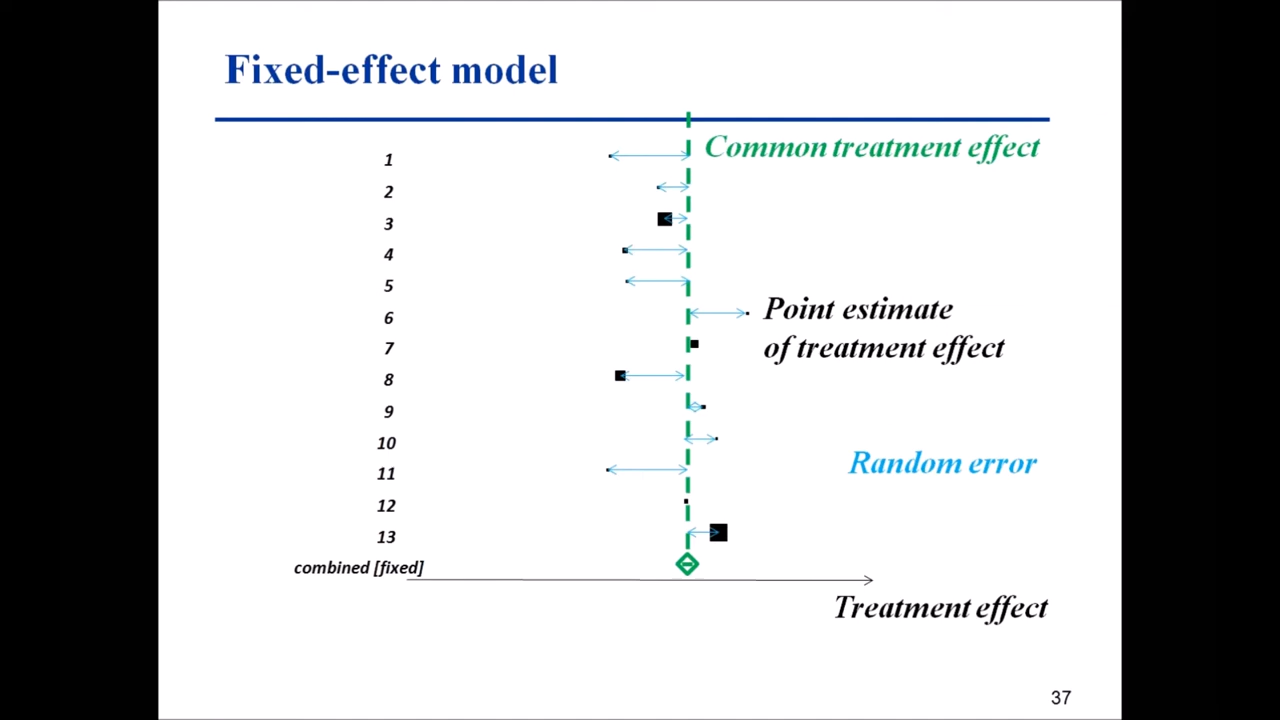 Fixed-effect model
Common treatment effect
1
2
3
4
5
6
Point estimate
of treatment effect
7
8
9
10
Random error
11
12
13
combined [fixed]
Treatment effect
37